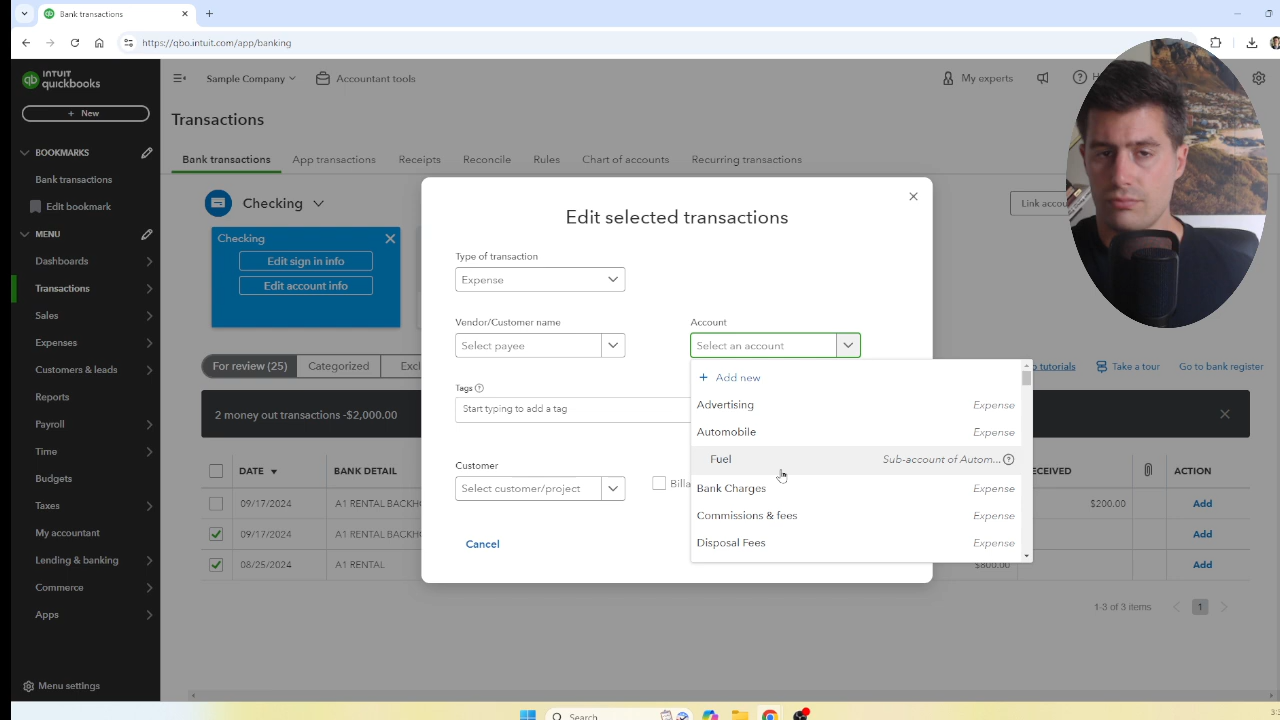 Bank transactions
https://qbo.intuit.com/app/banking
INTUIT
quickbooks
Sample Company
Accountant tools
My experts
+ New
Transactions
BOOKMARKS
Bank transactions
Edit bookmark
MENU
Dashboards
Transactions
Sales
Expenses
Customers & leads
Reports
Payroll
Time
Budgets
Taxes
My accountant
Lending & banking
Commerce
Apps
Menu settings
Bank transactions App transactions Receipts Reconcile Rules Chart of accounts Recurring transactions
Checking
Link accou
Checking
Edit sign in info
Edit account info
For review (25) Categorized Excl
tutorials Take a tour Go to bank register
2 money out transactions -$2,000.00
DATE BANK DETAIL CEIVED ACTION
09/17/2024 A1 RENTAL BACKH $200.00 Add
09/17/2024 A1 RENTAL BACKH Add
08/25/2024 A1 RENTAL $800.00 Add
1-3 of 3 items 1
Edit selected transactions
Type of transaction
Expense
Vendor/Customer name
Select payee
Account
Select an account
Tags
Start typing to add a tag
Customer
Select customer/project
Billa
Cancel
+ Add new
Advertising Expense
Automobile Expense
Fuel Sub-account of Autom...
Bank Charges Expense
Commissions & fees Expense
Disposal Fees Expense
Search